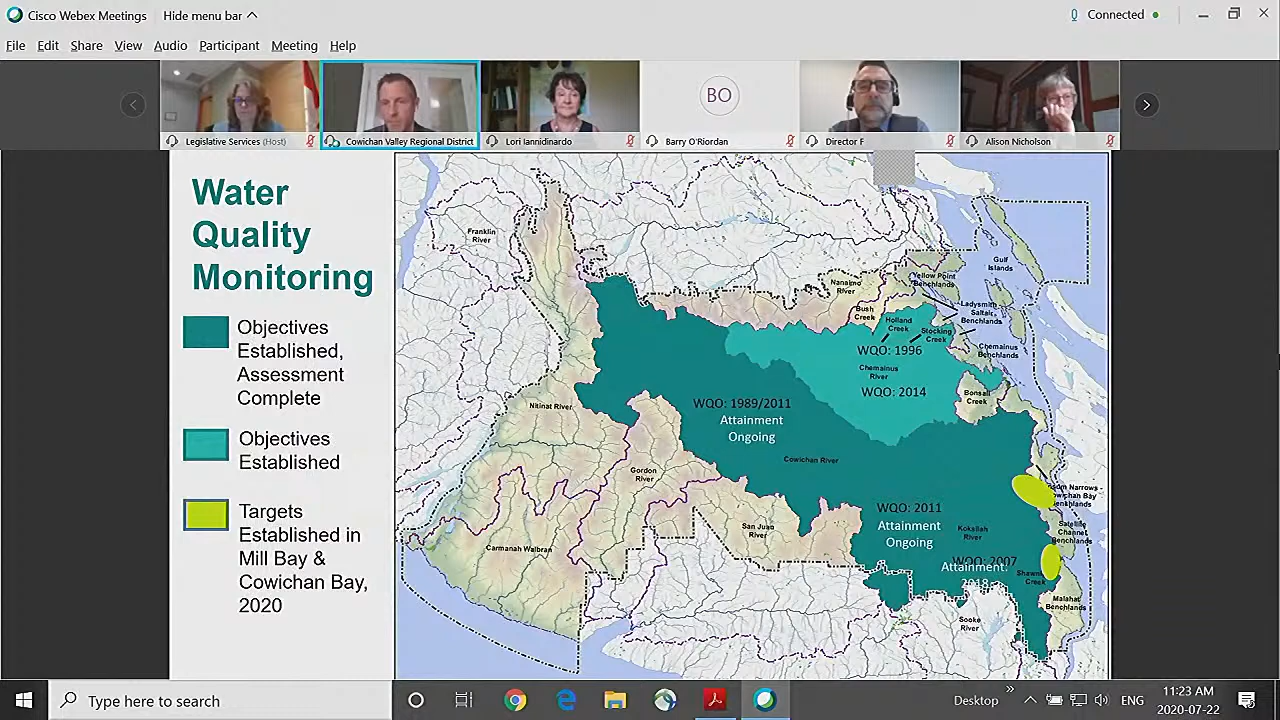 Cisco Webex Meetings
Hide menu bar
Connected
File Edit Share View Audio Participant Meeting Help
BO
Legislative Services (Host)
Cowichan Valley Regional District
Lori Iannidinardo
Barry O'Riordan
Director F
Alison Nicholson
Water
Quality
Monitoring
Objectives
Established,
Assessment
Complete
Objectives
Established
Targets
Established in
Mill Bay &
Cowichan Bay,
2020
Franklin
River
Gulf
Islands
Yellow Point
Benchlands
Nanaimo
River
Bush
Creek
Ladysmith
Saltair
Benchlands
Holland
Creek
Stocking
Creek
WQO: 1996
Chemainus
Benchlands
Chemainus
River
WQO: 2014
Bonsall
Creek
WQO: 1989/2011
Attainment
Ongoing
Nitinat River
Cowichan River
Gordon
River
Narrows -
Bay
WQO: 2011
Attainment
Ongoing
Koksilah
River
San Juan
River
Satellite
Channel
Benchlands
Carmanah Walbran
WQO: 2007
Attainment:
2018
Creek
Malahat
Benchlands
Sooke
River
Type here to search
Desktop
ENG
11:23 AM
2020-07-22